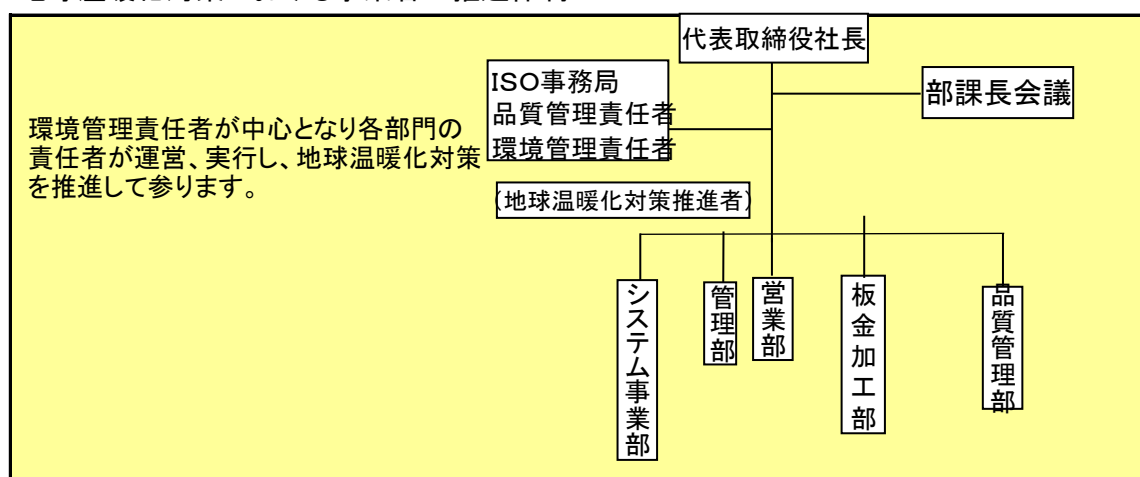 代表取締役社長
ISO事務局
品質管理責任者
環境管理責任者
部課長会議
環境管理責任者が中心となり各部門の
責任者が運営、実行し、地球温暖化対策
を推進して参ります。
(地球温暖化対策推進者)
システム事業部
管理部
営業部
板金加工部
品質管理部